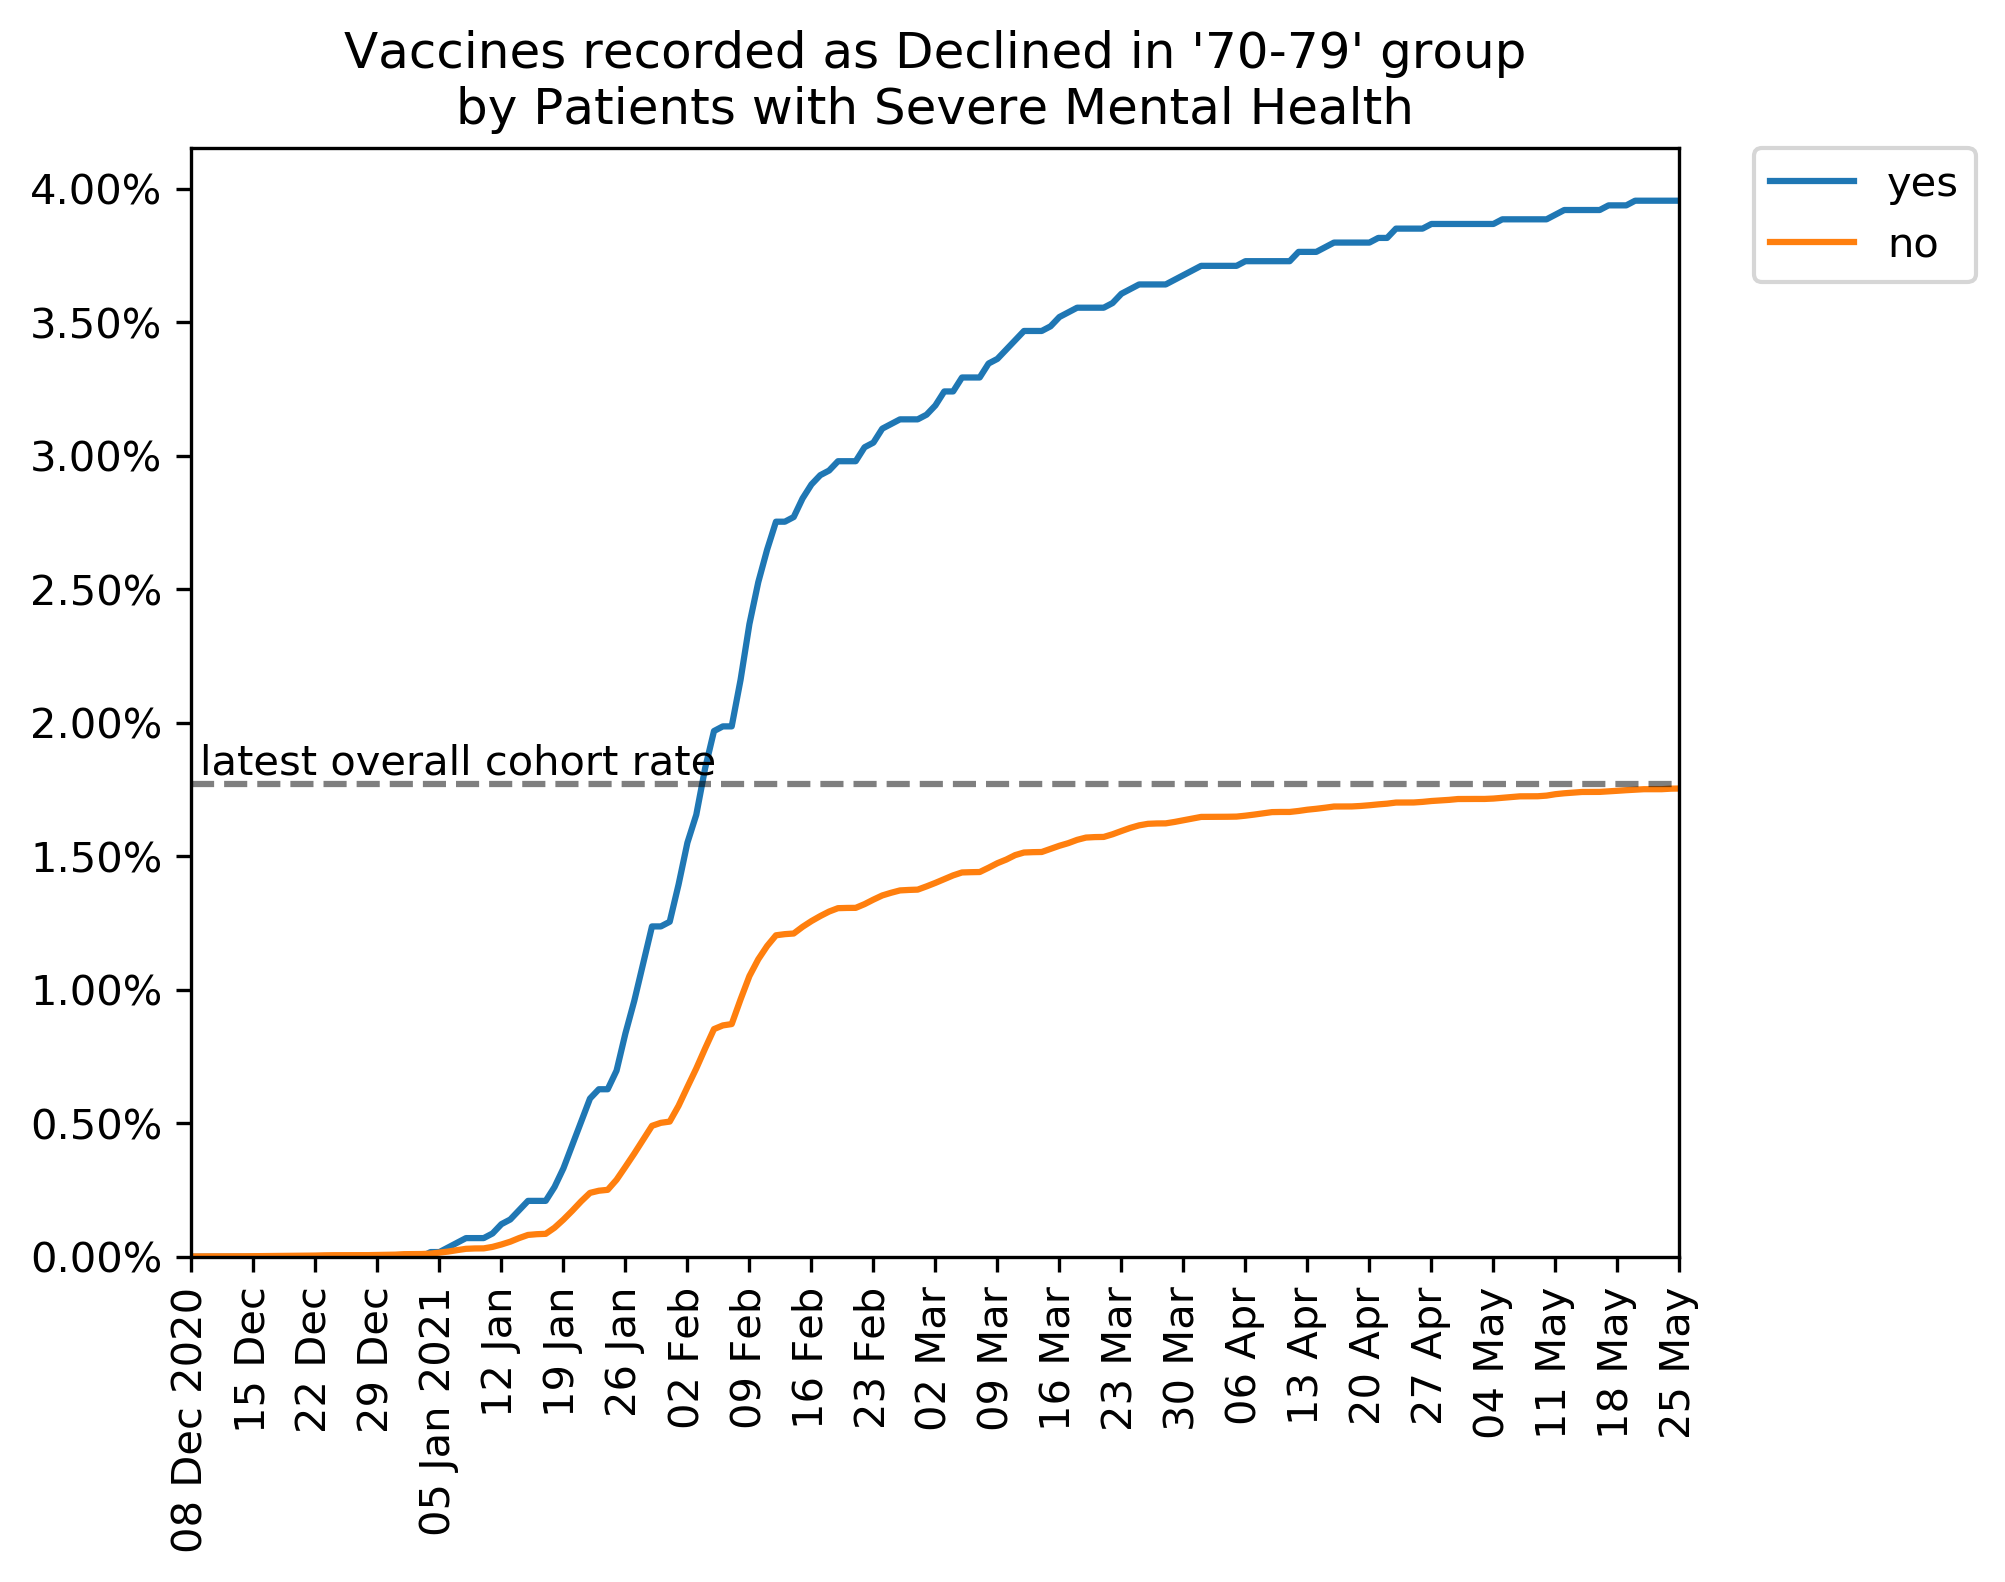 Vaccines recorded as Declined in '70-79' group
by Patients with Severe Mental Health
yes
no
4.00%
3.50%
3.00%
2.50%
2.00%
latest overall cohort rate
1.50%
1.00%
0.50%
0.00%
08 Dec 2020
15 Dec
22 Dec
29 Dec
05 Jan 2021
12 Jan
19 Jan
26 Jan
02 Feb
09 Feb
16 Feb
23 Feb
02 Mar
09 Mar
16 Mar
23 Mar
30 Mar
06 Apr
13 Apr
20 Apr
27 Apr
04 May
11 May
18 May
25 May